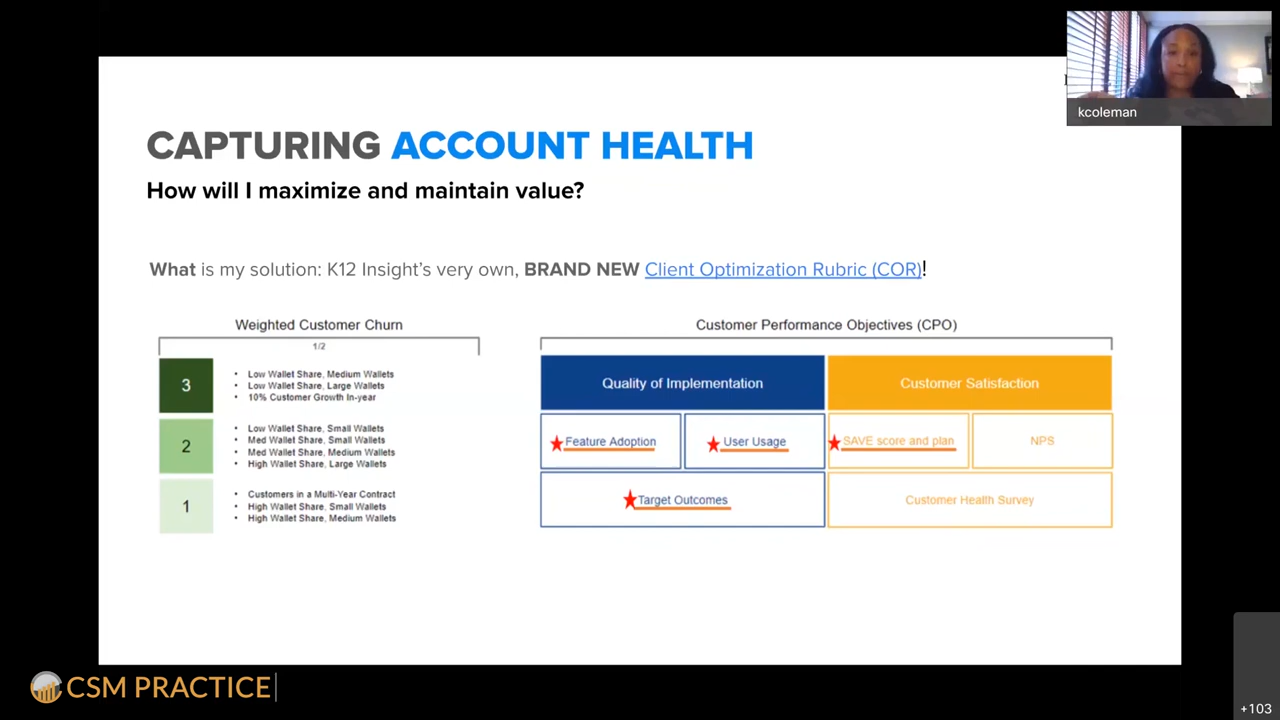 kcoleman
CAPTURING ACCOUNT HEALTH
How will I maximize and maintain value?
What is my solution: K12 Insight's very own, BRAND NEW Client Optimization Rubric (COR)!
Weighted Customer Churn
1/2
3
• Low Wallet Share, Medium Wallets
• Low Wallet Share, Large Wallets
• 10% Customer Growth In-year
2
• Low Wallet Share, Small Wallets
• Med Wallet Share, Small Wallets
• Med Wallet Share, Medium Wallets
• High Wallet Share, Large Wallets
1
• Customers in a Multi-Year Contract
• High Wallet Share, Small Wallets
• High Wallet Share, Medium Wallets
Customer Performance Objectives (CPO)
Quality of Implementation
Customer Satisfaction
Feature Adoption
User Usage
SAVE score and plan
NPS
Target Outcomes
Customer Health Survey
CSM PRACTICE
+103